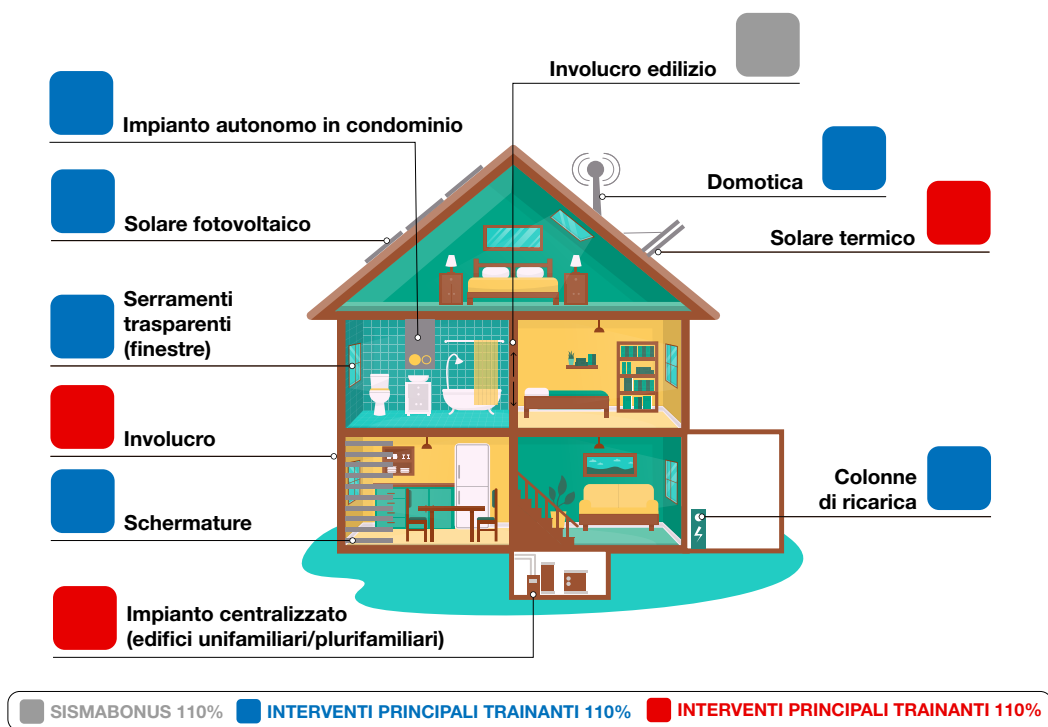 Involucro edilizio
Impianto autonomo in condominio
Domotica
Solare fotovoltaico
Solare termico
Serramenti
trasparenti
(finestre)
Involucro
Colonne
di ricarica
Schermature
Impianto centralizzato
(edifici unifamiliari/plurifamiliari)
SISMABONUS 110% INTERVENTI PRINCIPALI TRAINANTI 110% INTERVENTI PRINCIPALI TRAINANTI 110%